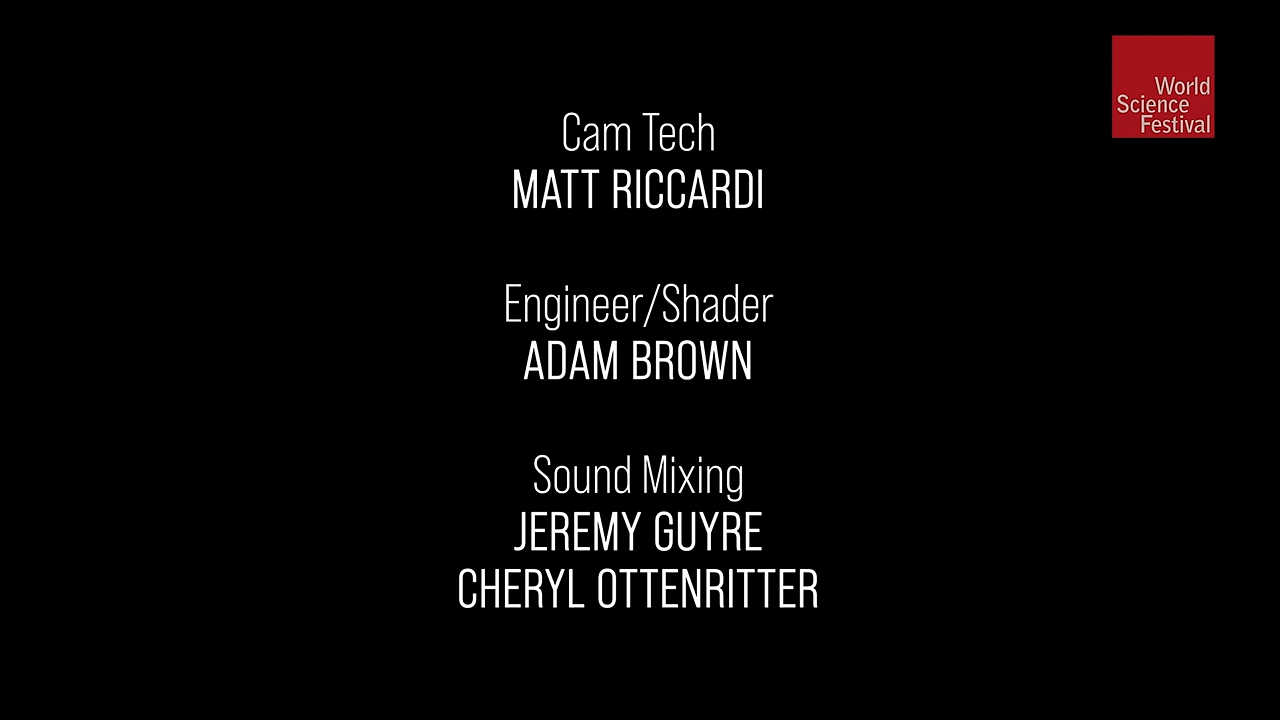 World
Science
Festival
Cam Tech
MATT RICCARDI
Engineer/Shader
ADAM BROWN
Sound Mixing
JEREMY GUYRE
CHERYL OTTENRITTER